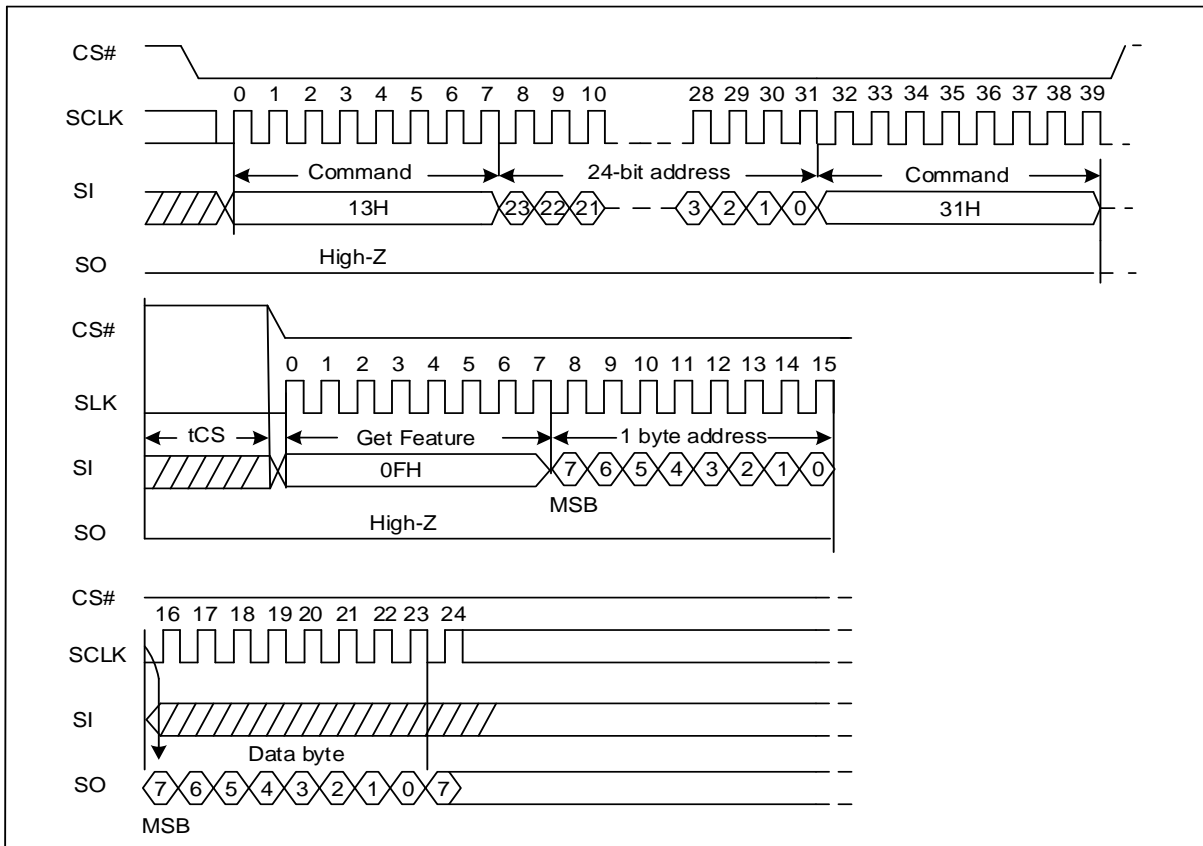 CS#
0 1 2 3 4 5 6 7 8 9 10 28 29 30 31 32 33 34 35 36 37 38 39
SCLK
Command 24-bit address Command
SI
13H 23 22 21 3 2 1 0 31H
High-Z
SO
CS#
0 1 2 3 4 5 6 7 8 9 10 11 12 13 14 15
SLK
tCS Get Feature 1 byte address
SI
0FH 7 6 5 4 3 2 1 0
MSB
High-Z
SO
CS#
16 17 18 19 20 21 22 23 24
SCLK
SI
Data byte
SO
7 6 5 4 3 2 1 0 7
MSB